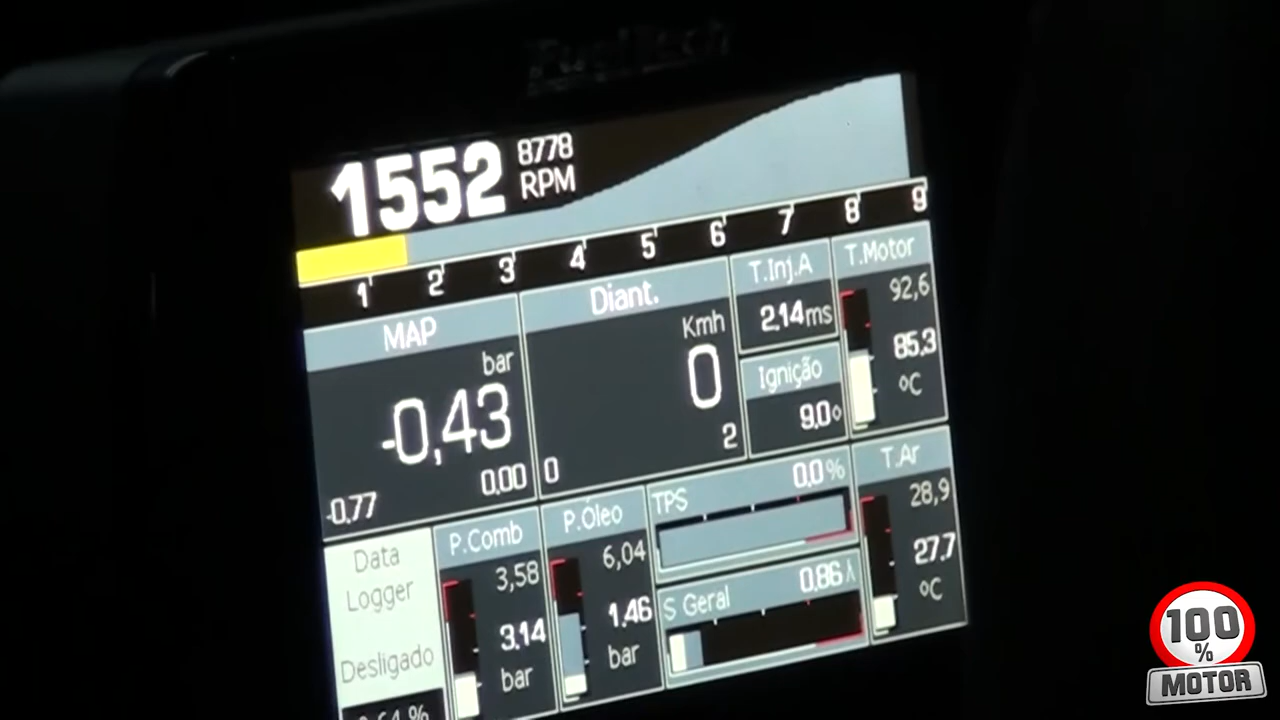 FuelTech
1552 8778
RPM
1 2 3 4 5 6 7 8 9
MAP
bar
-0,43
-0,77 0,00
Diant.
Kmh
0
0 2
T.Inj.A
2,14 ms
Ignição
9,0°
T.Motor
92,6
85,3
°C
Data
Logger
Desligado
P.Comb
3,58
3,14
bar
P.Óleo
6,04
1,46
bar
TPS 0,0 %
S Geral 0,86 λ
T.Ar
28,9
27,7
°C
100
%
MOTOR